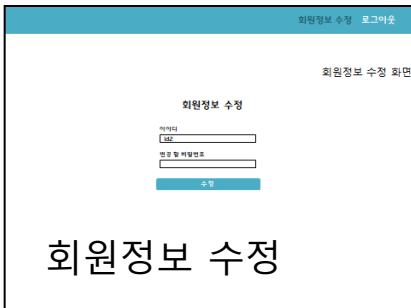 회원정보 수정 로그아웃
회원정보 수정 화면
회원정보 수정
아이디
id2
변경 할 비밀번호
수정
회원정보 수정